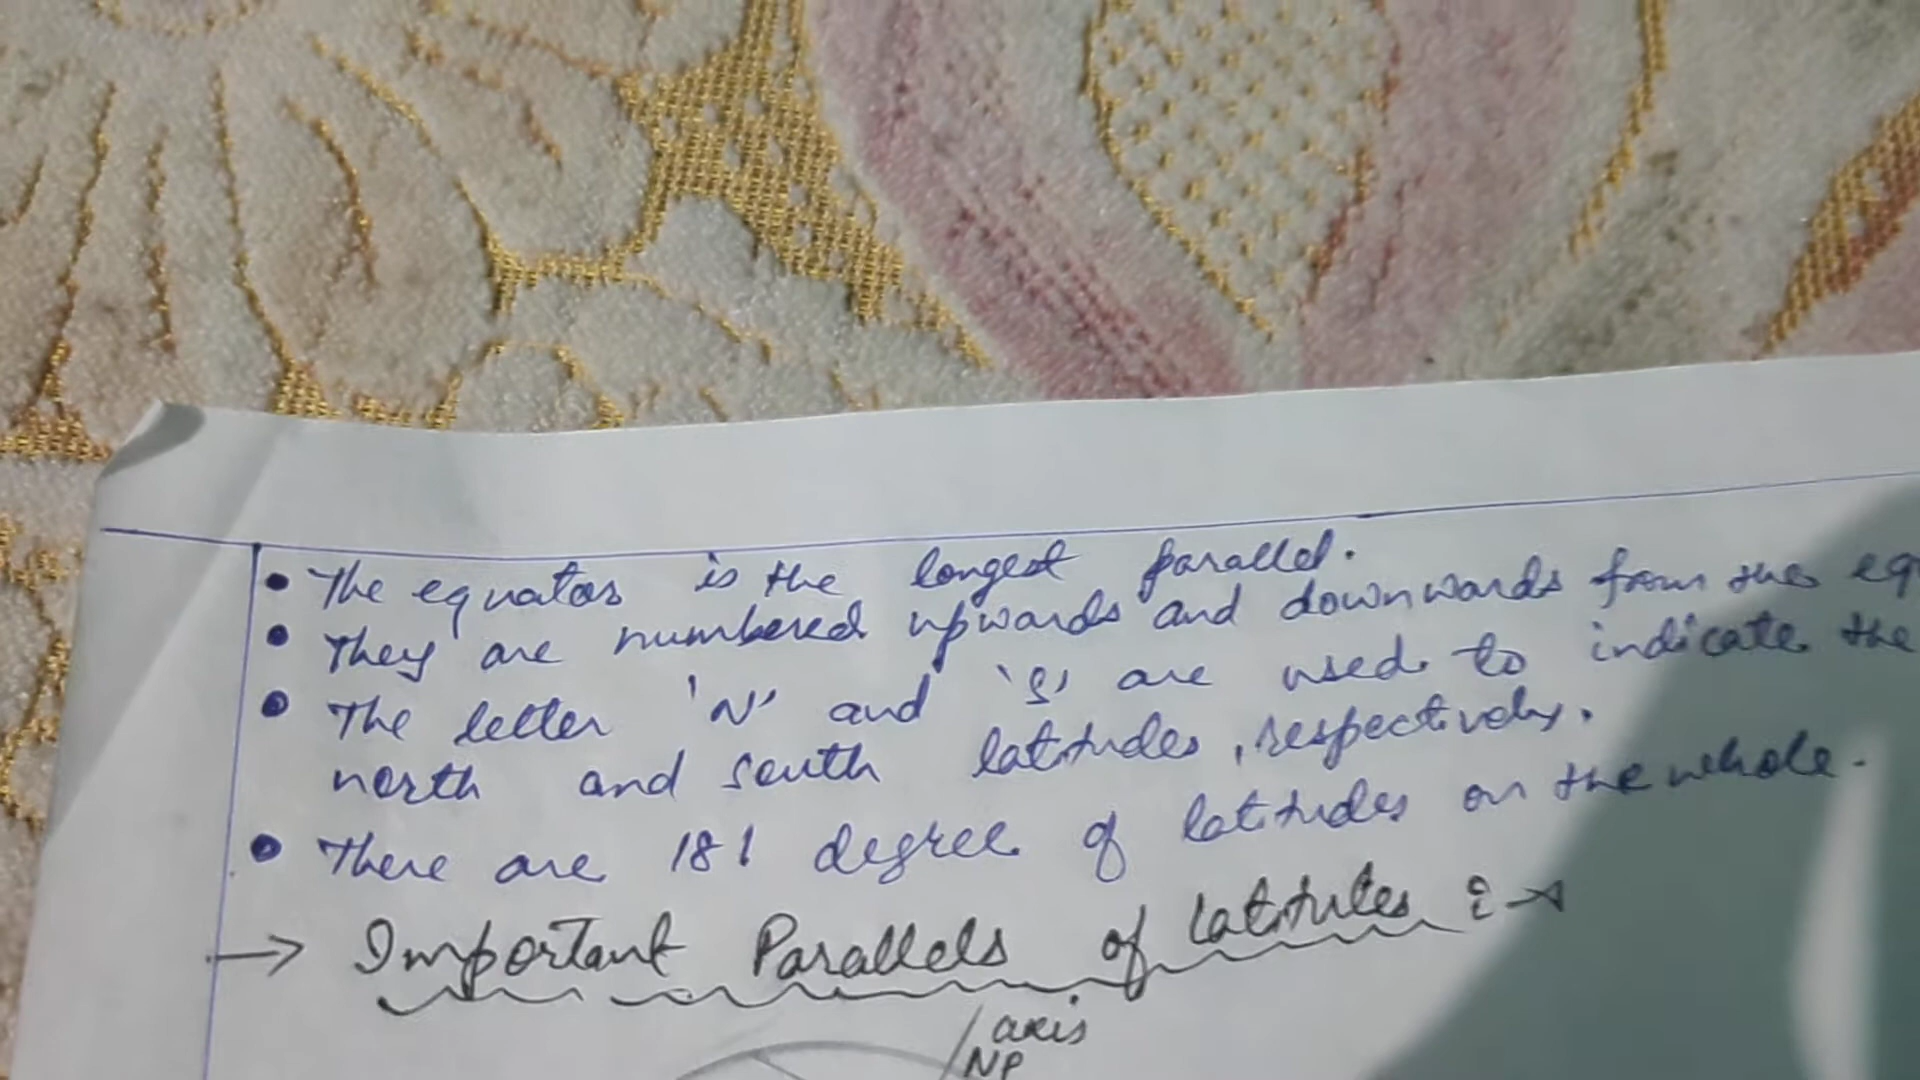 • The equator is the longest parallel.
• They are numbered upwards and downwards from the eq
• The letter 'N' and 'S' are used to indicate the
north and south latitudes, respectively.
• There are 181 degree of latitudes on the whole.
→ Important Parallels of latitutes :→
axis
NP